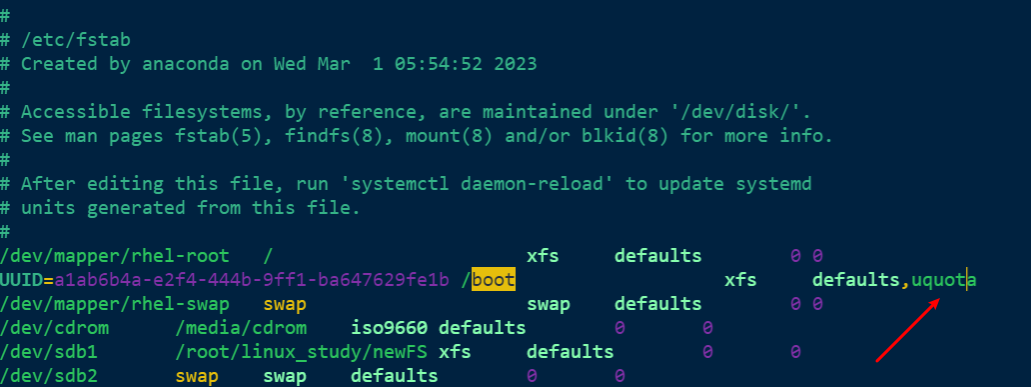 #
# /etc/fstab
# Created by anaconda on Wed Mar  1 05:54:52 2023
#
# Accessible filesystems, by reference, are maintained under '/dev/disk/'.
# See man pages fstab(5), findfs(8), mount(8) and/or blkid(8) for more info.
#
# After editing this file, run 'systemctl daemon-reload' to update systemd
# units generated from this file.
#
/dev/mapper/rhel-root   /                       xfs     defaults        0 0
UUID=a1ab6b4a-e2f4-444b-9ff1-ba647629fe1b /boot                   xfs     defaults,uquota
/dev/mapper/rhel-swap   swap                    swap    defaults        0 0
/dev/cdrom      /media/cdrom    iso9660 defaults        0       0
/dev/sdb1       /root/linux_study/newFS xfs     defaults        0       0
/dev/sdb2       swap    swap    defaults        0       0